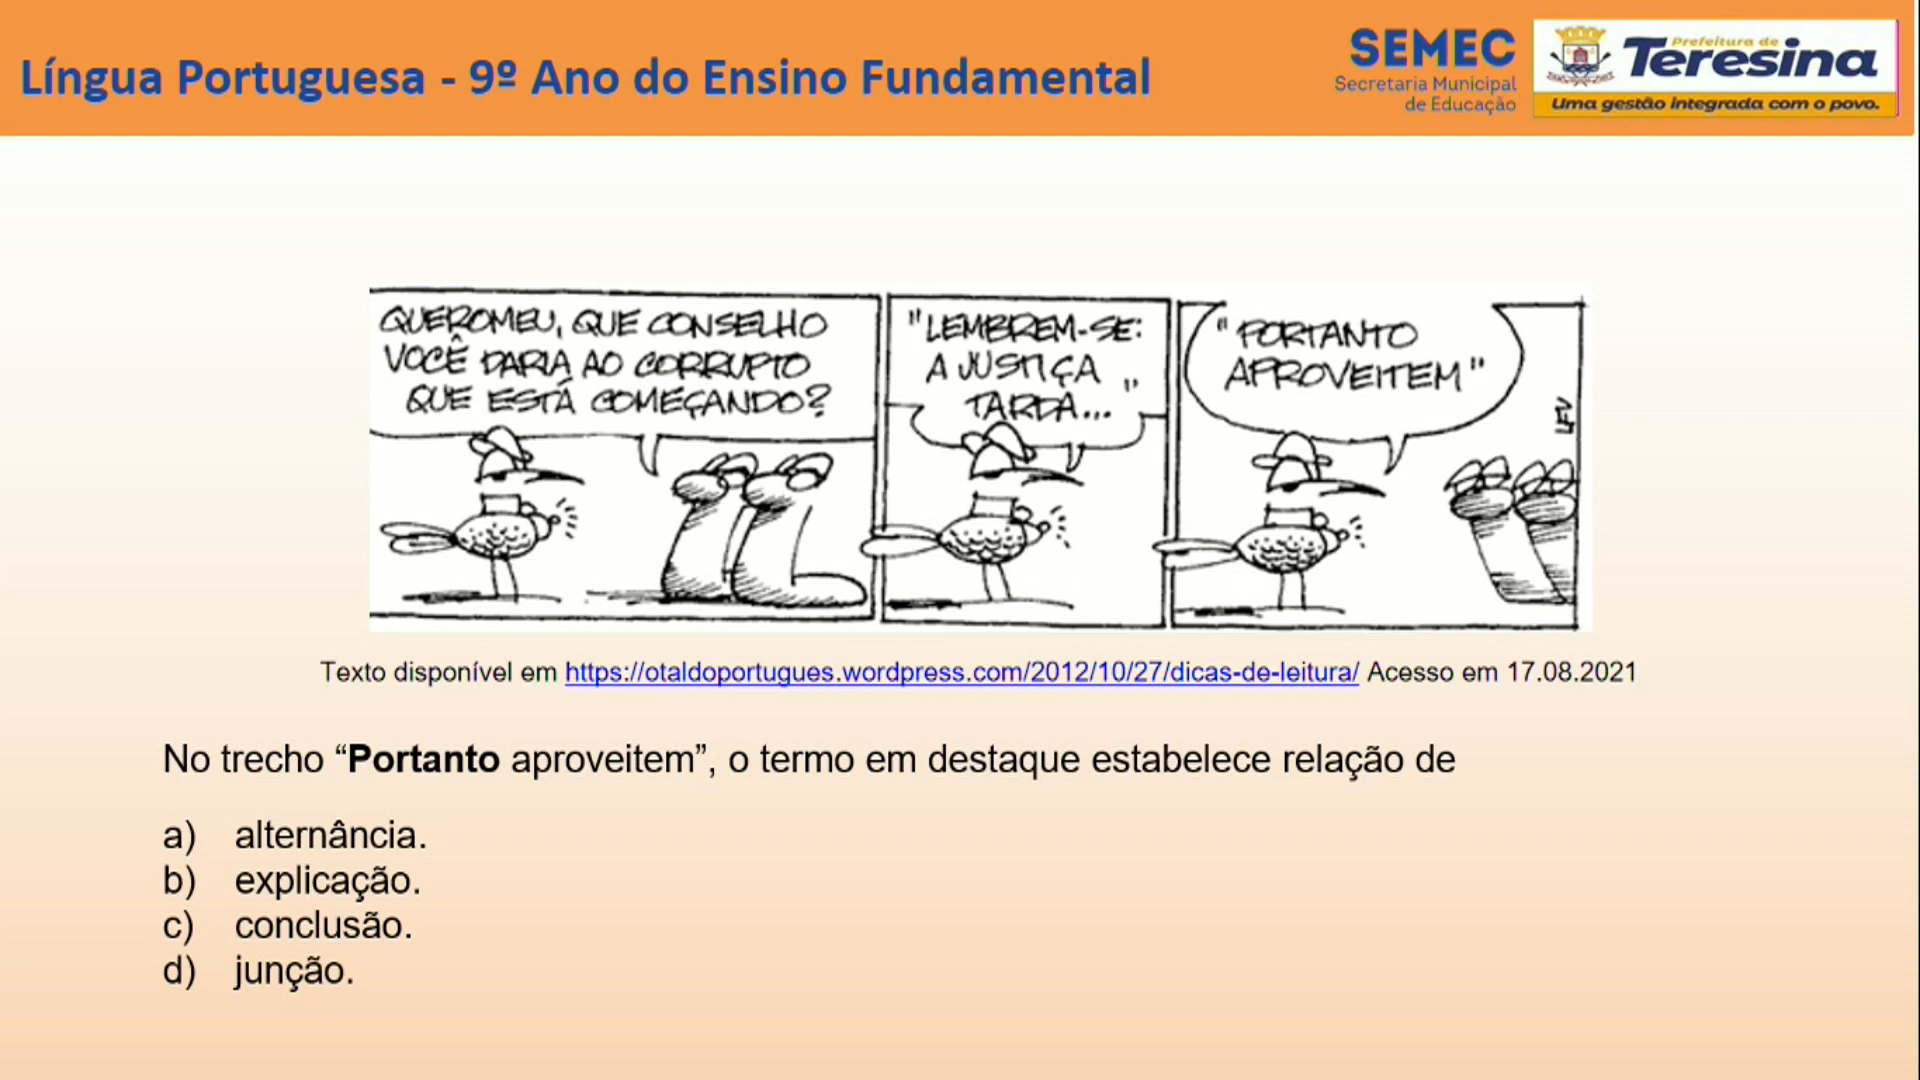 Língua Portuguesa - 9º Ano do Ensino Fundamental
SEMEC
Secretaria Municipal
de Educação
Prefeitura de
Teresina
Uma gestão integrada com o povo.
QUEROMEU, QUE CONSELHO
VOCÊ DARIA AO CORRUPTO
QUE ESTÁ COMEÇANDO?
"LEMBREM-SE:
A JUSTIÇA
TARDA..."
"PORTANTO
APROVEITEM"
LFV
Texto disponível em https://otaldoportugues.wordpress.com/2012/10/27/dicas-de-leitura/ Acesso em 17.08.2021
No trecho “Portanto aproveitem”, o termo em destaque estabelece relação de
a) alternância.
b) explicação.
c) conclusão.
d) junção.